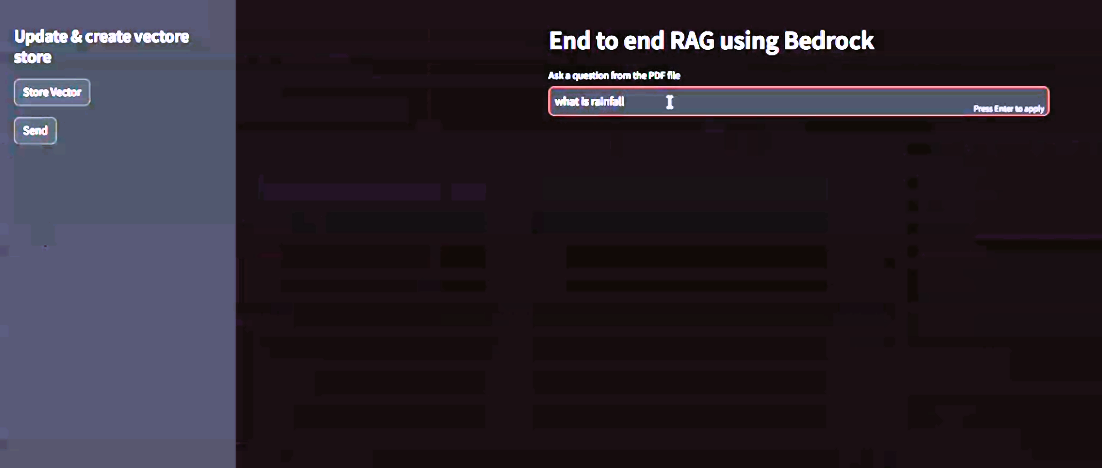 Update & create vectore
store
Store Vector
Send
End to end RAG using Bedrock
Ask a question from the PDF file
what is rainfall
Press Enter to apply